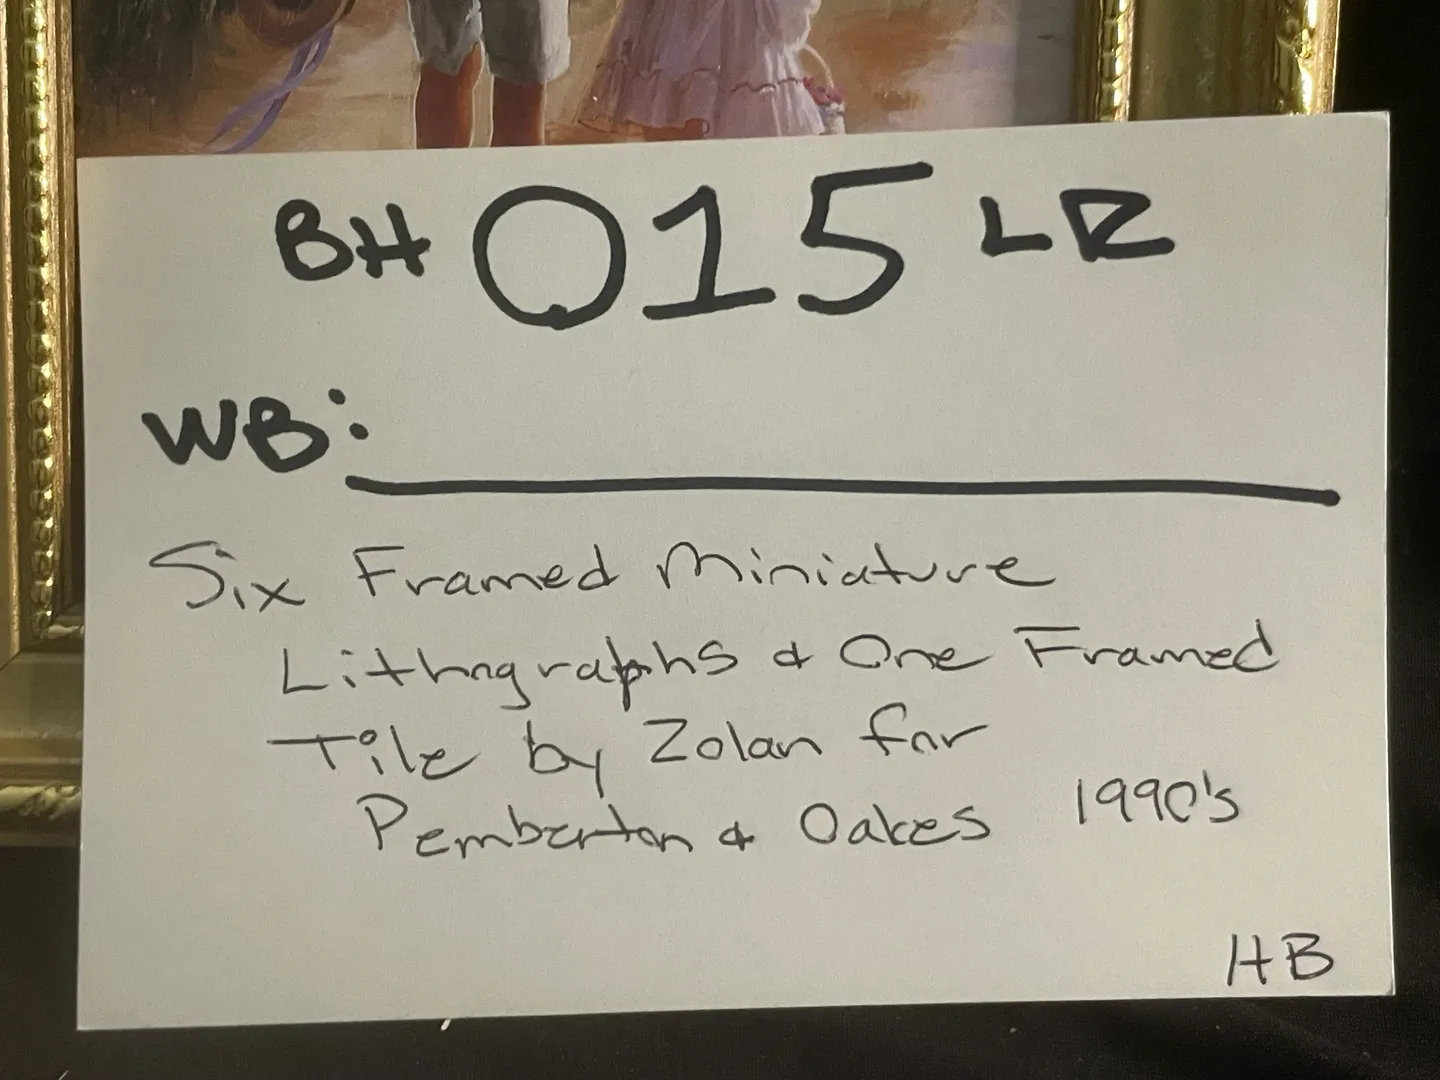 BH 015 LR
WB:
Six Framed Miniature
Lithographs & One Framed
Tile by Zolan for
Pemberton & Oakes 1990's
HB